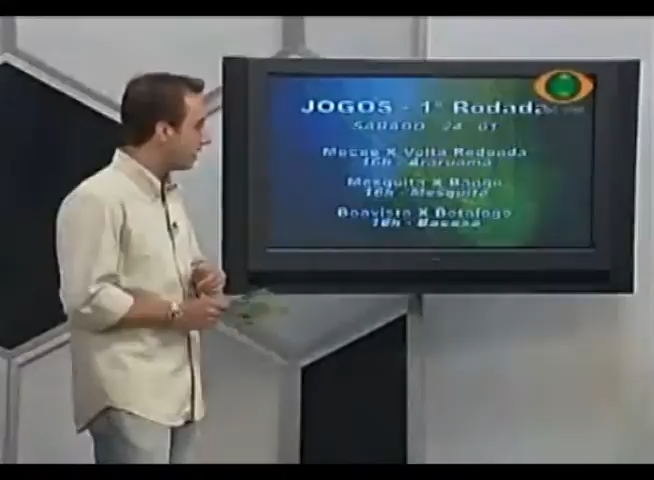 JOGOS - 1ª Rodada
SÁBADO 24 01
Macaé X Volta Redonda
16h - Araruama
Mesquita X Bangu
16h - Mesquita
Boavista X Botafogo
16h - Bacaxá